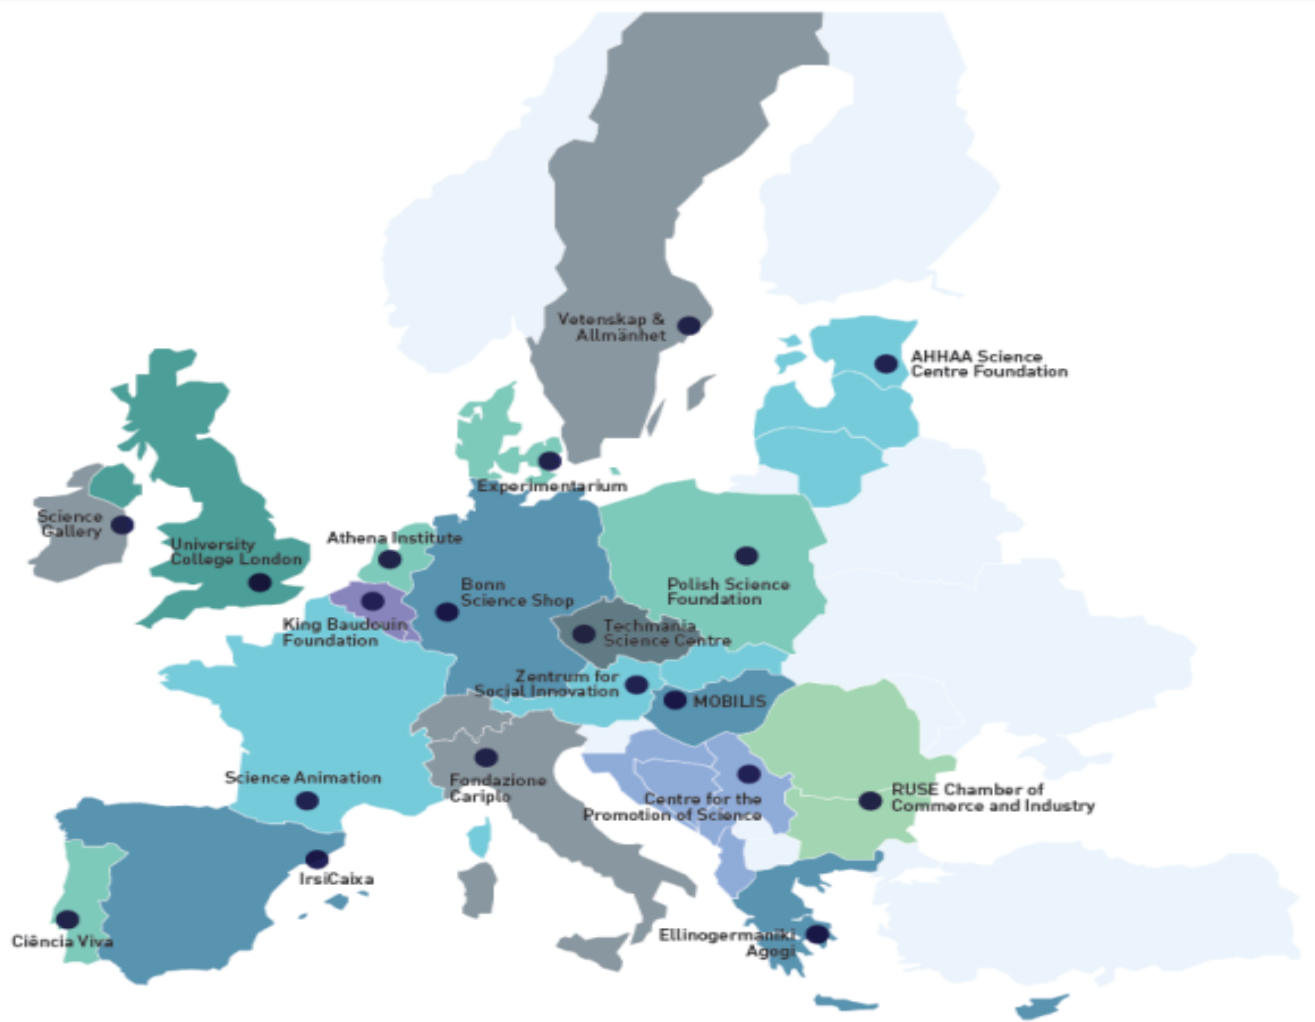 Vetenskap &
Allmänhet
AHHAA Science
Centre Foundation
Experimentarium
Science
Gallery
University
College London
Athena Institute
Bonn
Science Shop
Polish Science
Foundation
King Baudouin
Foundation
Techmania
Science Centre
Zentrum for
Social Innovation
MOBILIS
Science Animation
Fondazione
Cariplo
Centre for the
Promotion of Science
RUSE Chamber of
Commerce and Industry
IrsiCaixa
Ciência Viva
Ellinogermaniki
Agogi